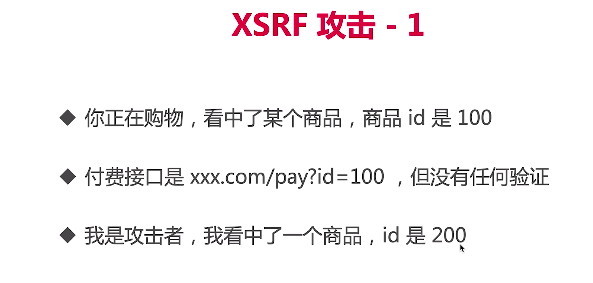 XSRF 攻击 - 1
◆ 你正在购物，看中了某个商品，商品 id 是 100
◆ 付费接口是 xxx.com/pay?id=100 ，但没有任何验证
◆ 我是攻击者，我看中了一个商品，id 是 200